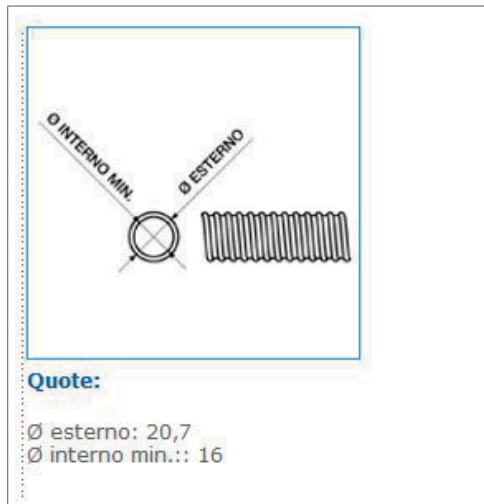 Ø INTERNO MIN.
Ø ESTERNO
Quote:
Ø esterno: 20,7
Ø interno min.:: 16